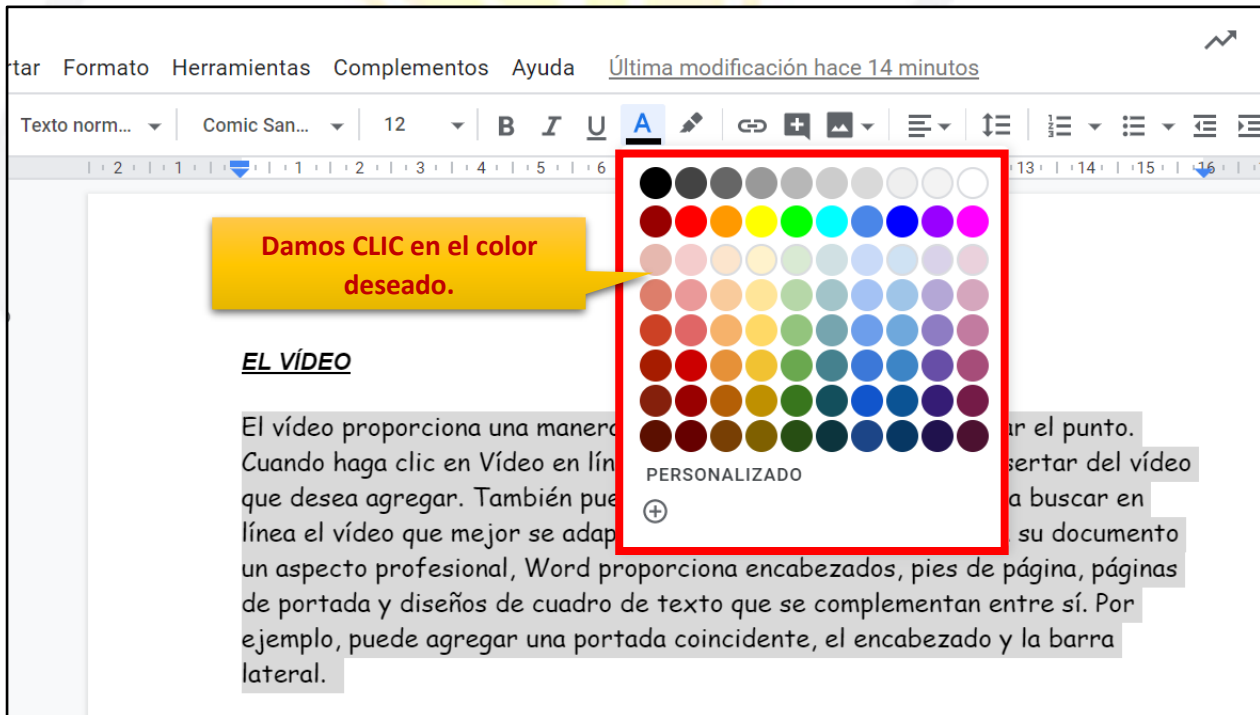 rtar Formato Herramientas Complementos Ayuda Última modificación hace 14 minutos
Texto norm... Comic San... 12 B I U A
2 1 1 2 3 4 5 6 13 14 15 16
Damos CLIC en el color
deseado.
PERSONALIZADO
EL VÍDEO
El vídeo proporciona una manera ar el punto.
Cuando haga clic en Vídeo en lín sertar del vídeo
que desea agregar. También pue a buscar en
línea el vídeo que mejor se adap su documento
un aspecto profesional, Word proporciona encabezados, pies de página, páginas
de portada y diseños de cuadro de texto que se complementan entre sí. Por
ejemplo, puede agregar una portada coincidente, el encabezado y la barra
lateral.